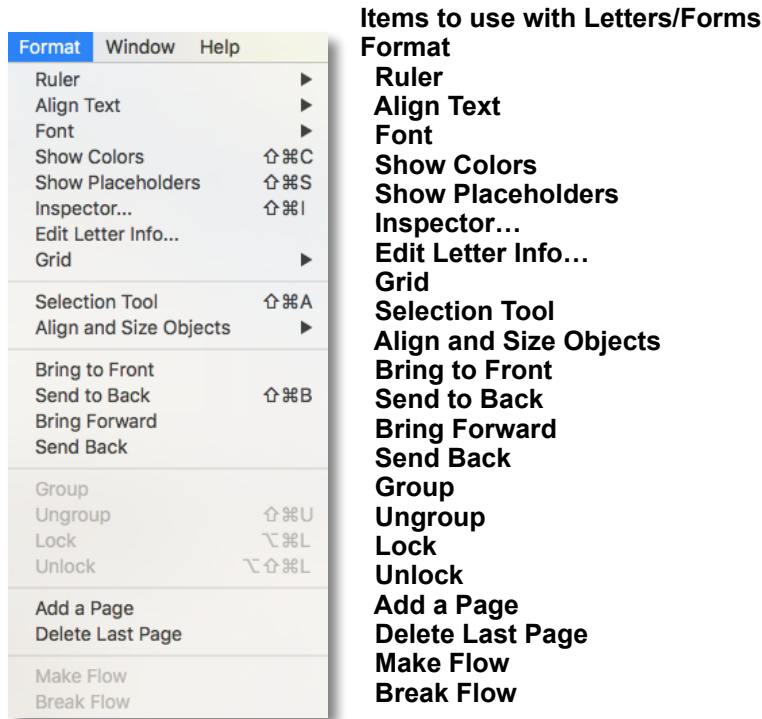 Format Window Help
Ruler ▶
Align Text ▶
Font ▶
Show Colors ⇧⌘C
Show Placeholders ⇧⌘S
Inspector... ⇧⌘I
Edit Letter Info...
Grid ▶
Selection Tool ⇧⌘A
Align and Size Objects ▶
Bring to Front
Send to Back ⇧⌘B
Bring Forward
Send Back
Group
Ungroup ⇧⌘U
Lock ⌥⌘L
Unlock ⌥⇧⌘L
Add a Page
Delete Last Page
Make Flow
Break Flow
Items to use with Letters/Forms
Format
Ruler
Align Text
Font
Show Colors
Show Placeholders
Inspector…
Edit Letter Info…
Grid
Selection Tool
Align and Size Objects
Bring to Front
Send to Back
Bring Forward
Send Back
Group
Ungroup
Lock
Unlock
Add a Page
Delete Last Page
Make Flow
Break Flow